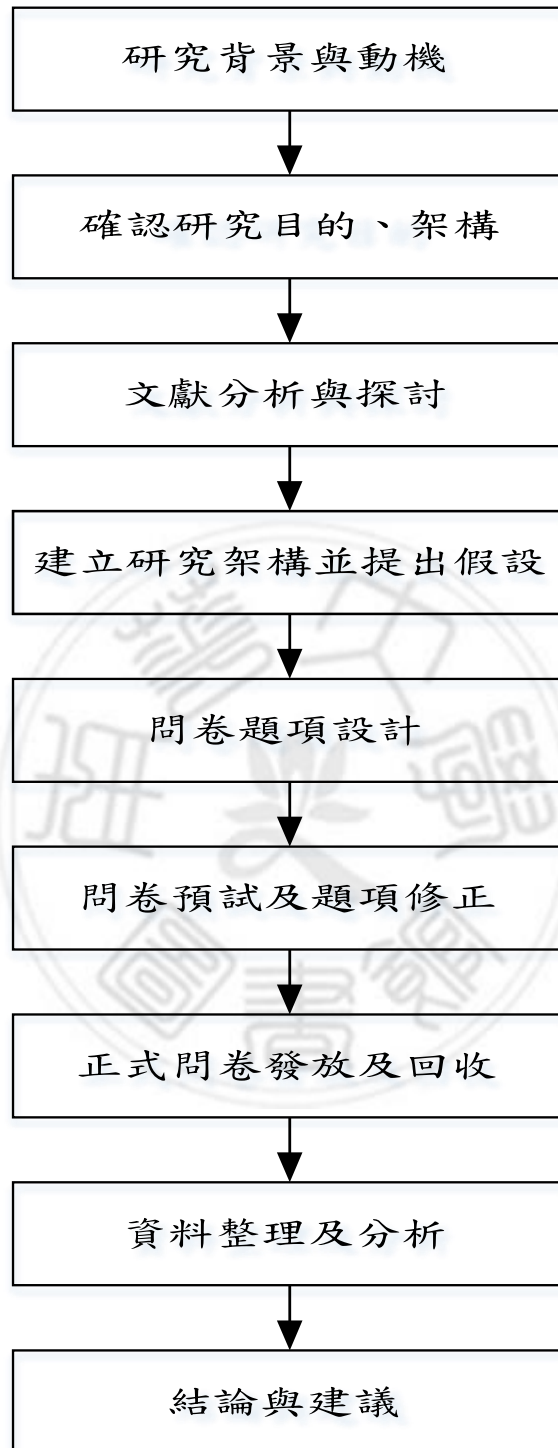 研究背景與動機
確認研究目的、架構
文獻分析與探討
建立研究架構並提出假設
問卷題項設計
問卷預試及題項修正
正式問卷發放及回收
資料整理及分析
結論與建議